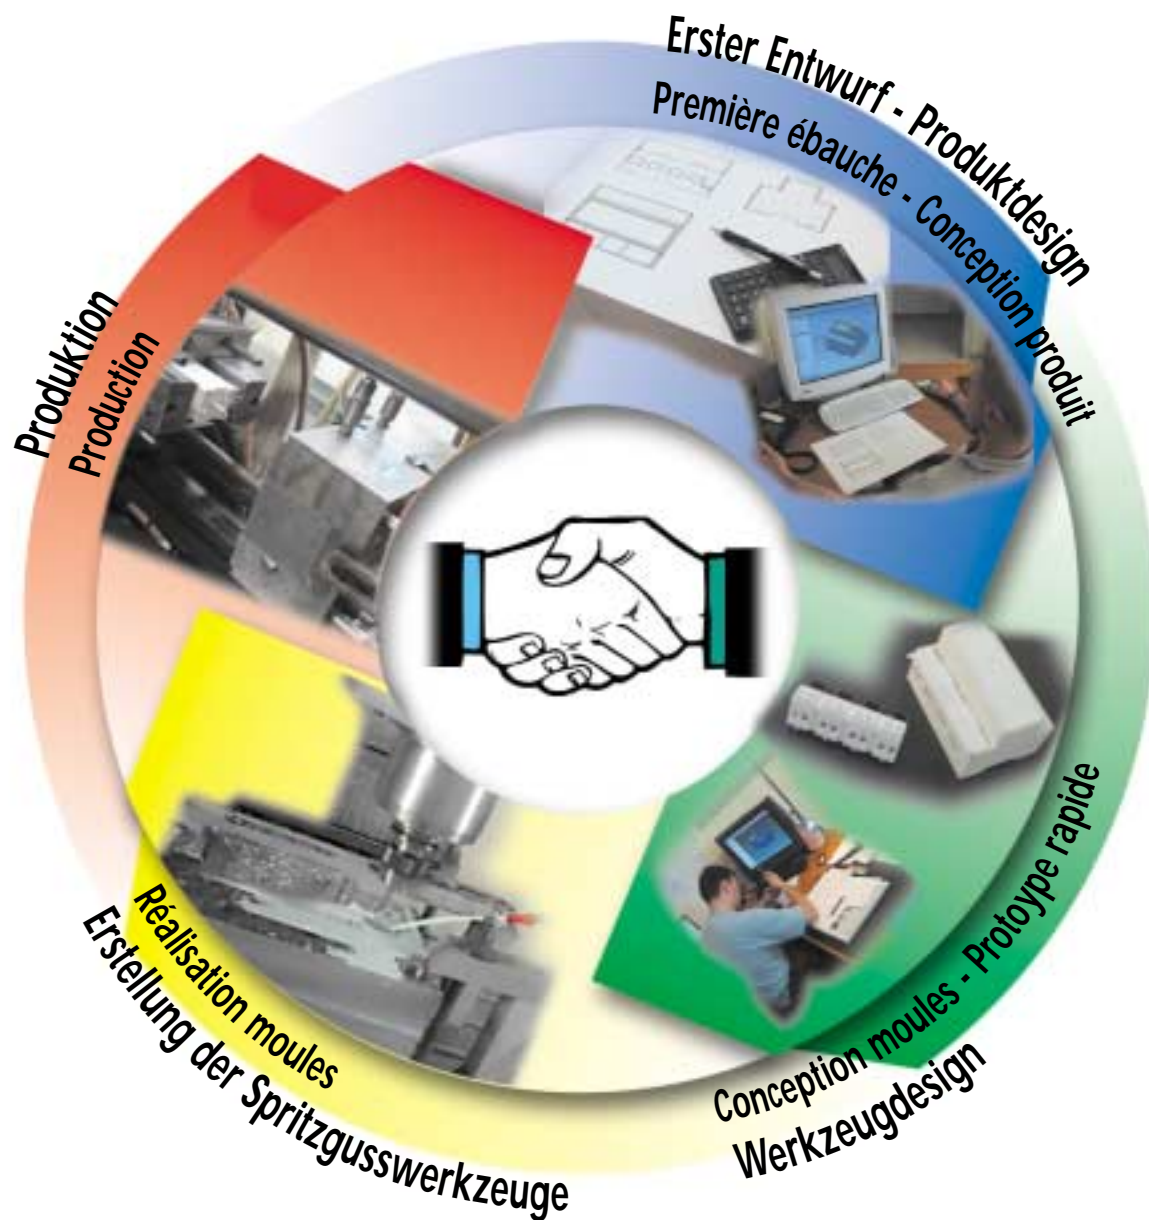 Erster Entwurf - Produktdesign
Première ébauche - Conception produit
Conception moules - Protoype rapide
Werkzeugdesign
Réalisation moules
Erstellung der Spritzgusswerkzeuge
Produktion
Production